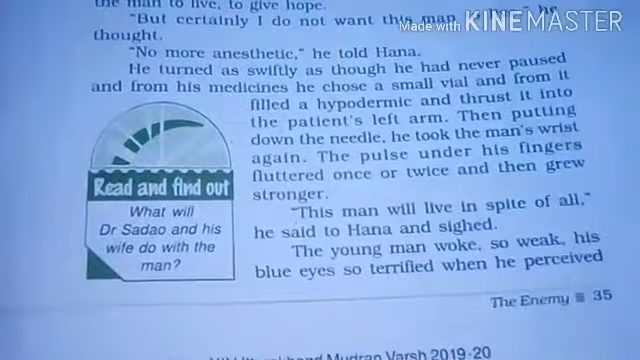 the man to live, to give hope.
"But certainly I do not want this man he
thought.
"No more anesthetic," he told Hana.
He turned as swiftly as though he had never paused
and from his medicines he chose a small vial and from it
filled a hypodermic and thrust it into
the patient's left arm. Then putting
down the needle, he took the man's wrist
again. The pulse under his fingers
fluttered once or twice and then grew
stronger.
"This man will live in spite of all,"
he said to Hana and sighed.
The young man woke, so weak, his
blue eyes so terrified when he perceived
Read and find out
What will
Dr Sadao and his
wife do with the
man?
The Enemy 35
Mudran Varsh 2019-20
Made with KINEMASTER